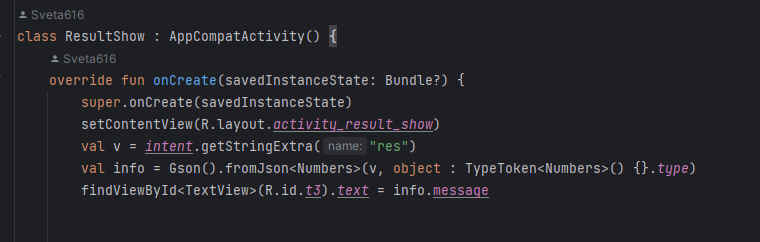 Sveta616
class ResultShow : AppCompatActivity() {
Sveta616
override fun onCreate(savedInstanceState: Bundle?) {
super.onCreate(savedInstanceState)
setContentView(R.layout.activity_result_show)
val v = intent.getStringExtra( name: "res")
val info = Gson().fromJson<Numbers>(v, object : TypeToken<Numbers>() {}.type)
findViewById<TextView>(R.id.t3).text = info.message